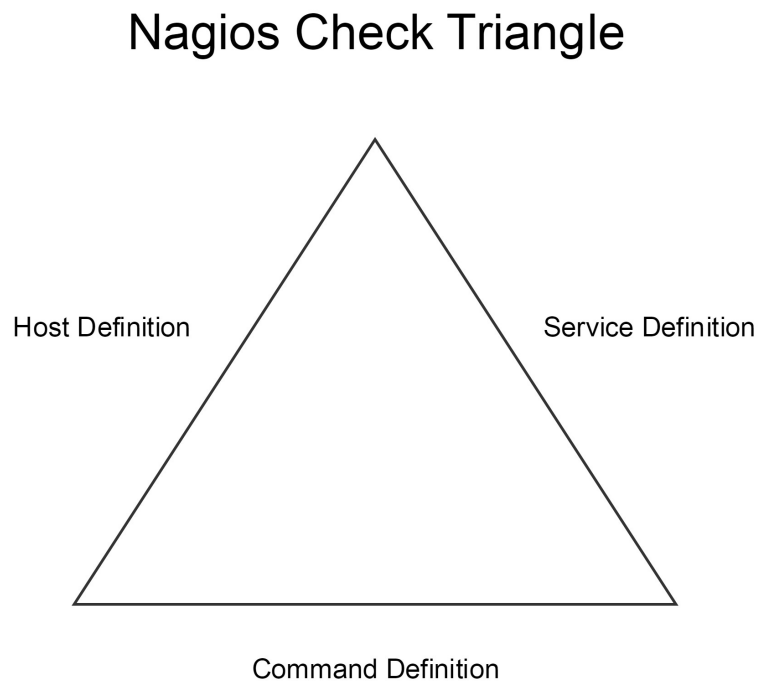 Nagios Check Triangle
Host Definition
Service Definition
Command Definition